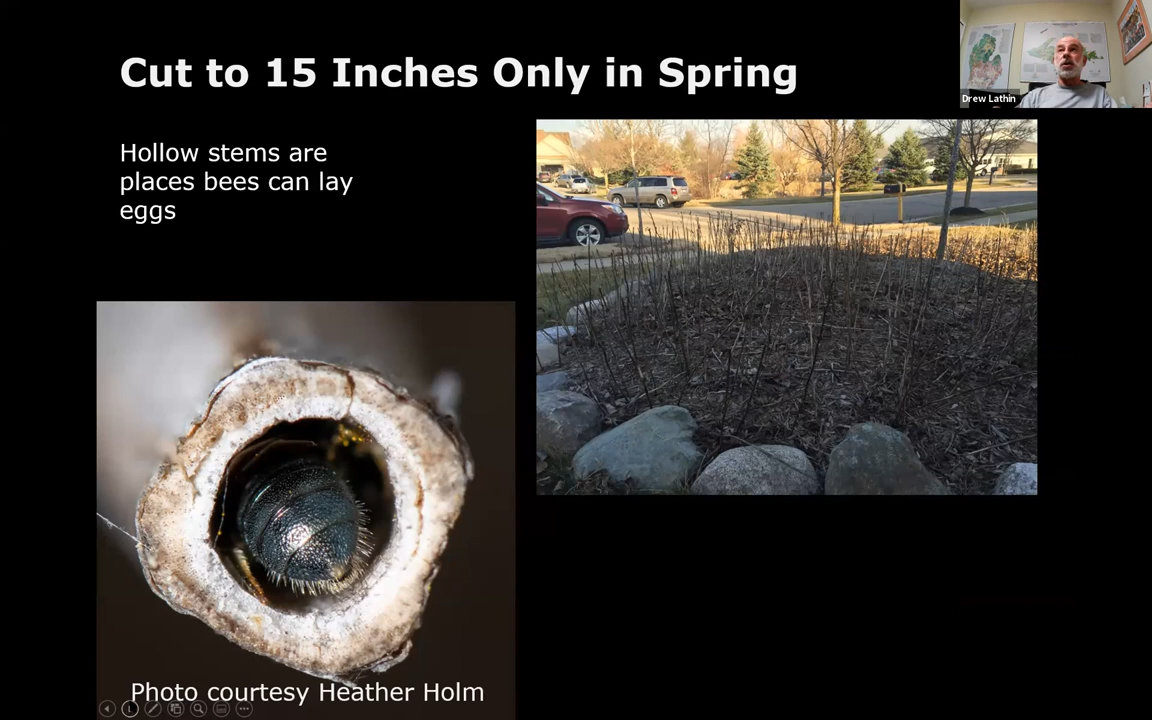 Cut to 15 Inches Only in Spring
Drew Lathin
Hollow stems are
places bees can lay
eggs
Photo courtesy Heather Holm